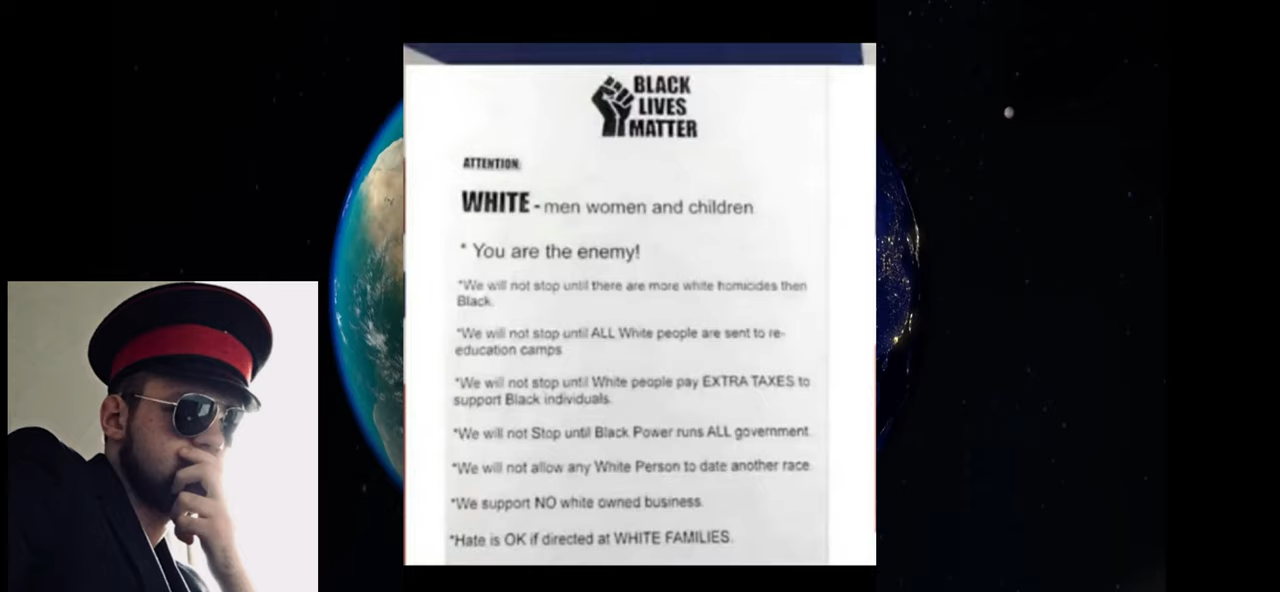 BLACK
LIVES
MATTER
ATTENTION:
WHITE - men women and children
* You are the enemy!
*We will not stop until there are more white homicides then
Black.
*We will not stop until ALL White people are sent to re-
education camps
*We will not stop until White people pay EXTRA TAXES to
support Black individuals.
*We will not Stop until Black Power runs ALL government.
*We will not allow any White Person to date another race.
*We support NO white owned business.
*Hate is OK if directed at WHITE FAMILIES.